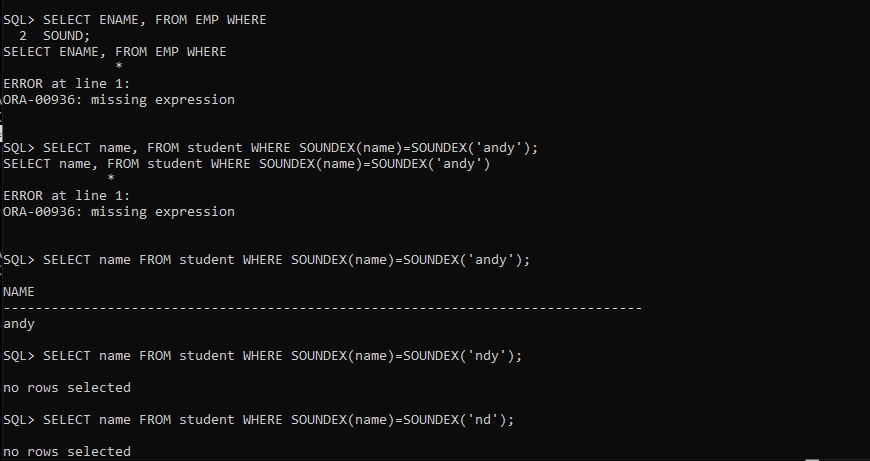 SQL> SELECT ENAME, FROM EMP WHERE
  2  SOUND;
SELECT ENAME, FROM EMP WHERE
              *
ERROR at line 1:
ORA-00936: missing expression
SQL> SELECT name, FROM student WHERE SOUNDEX(name)=SOUNDEX('andy');
SELECT name, FROM student WHERE SOUNDEX(name)=SOUNDEX('andy')
             *
ERROR at line 1:
ORA-00936: missing expression
SQL> SELECT name FROM student WHERE SOUNDEX(name)=SOUNDEX('andy');
NAME
--------------------------------------------------------------------------------
andy
SQL> SELECT name FROM student WHERE SOUNDEX(name)=SOUNDEX('ndy');
no rows selected
SQL> SELECT name FROM student WHERE SOUNDEX(name)=SOUNDEX('nd');
no rows selected